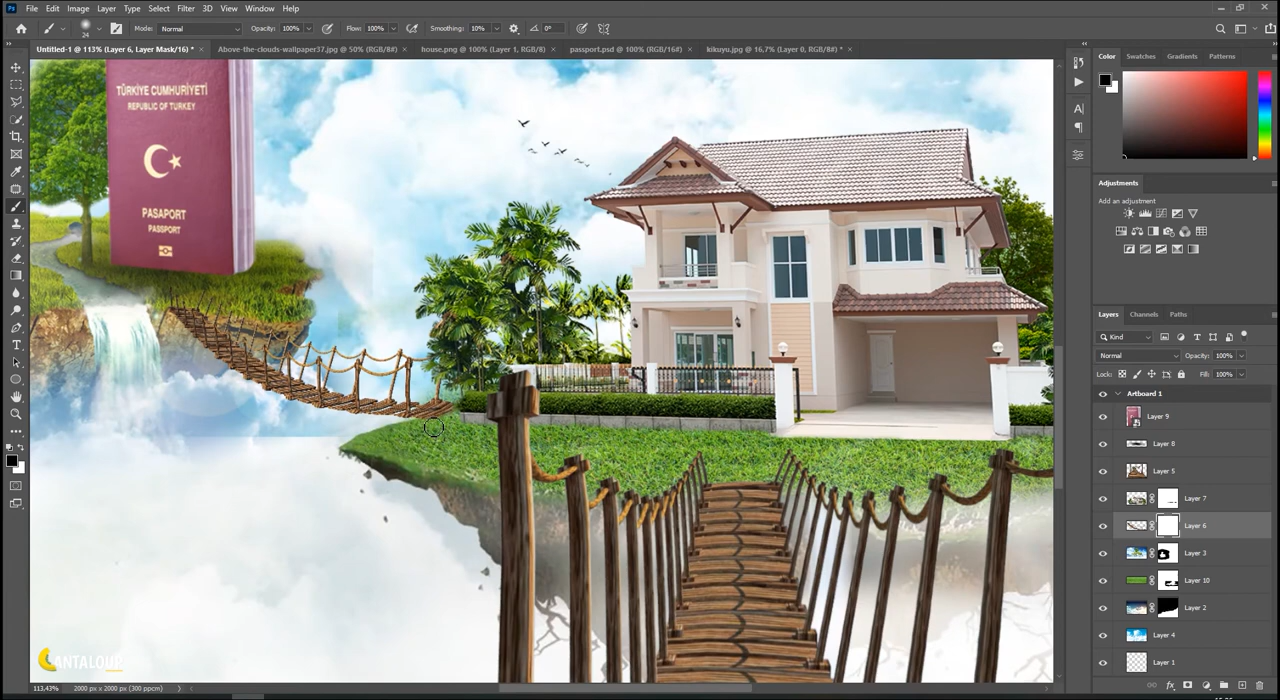 Ps File Edit Image Layer Type Select Filter 3D View Window Help
24 Mode: Normal Opacity: 100% Flow: 100% Smoothing: 10% 0°
Untitled-1 @ 113% (Layer 6, Layer Mask/16) * × Above-the-clouds-wallpaper37.jpg @ 50% (RGB/8#) × house.png @ 100% (Layer 1, RGB/8) × passport.psd @ 100% (RGB/16#) × kikuyu.jpg @ 16,7% (Layer 0, RGB/8#) * ×
Color Swatches Gradients Patterns
TÜRKİYE CUMHURİYETİ
REPUBLIC OF TURKEY
PASAPORT
PASSPORT
Adjustments
Add an adjustment
Layers Channels Paths
Kind
Normal Opacity: 100%
Lock: Fill: 100%
Artboard 1
Layer 9
Layer 8
Layer 5
Layer 7
Layer 6
Layer 3
Layer 10
Layer 2
Layer 4
Layer 1
CANTALOUP
113,43% 2000 px x 2000 px (300 ppcm)